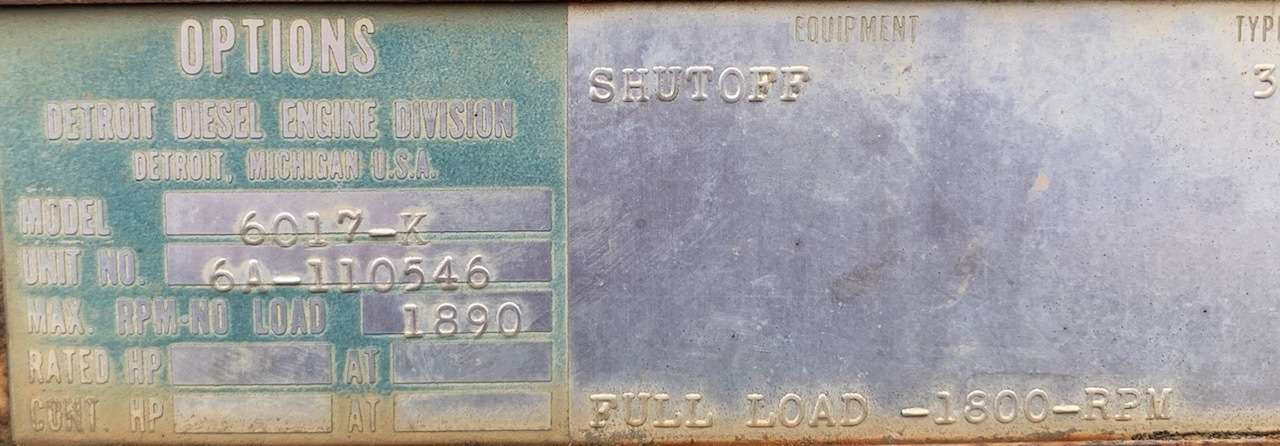 OPTIONS
DETROIT DIESEL ENGINE DIVISION
DETROIT, MICHIGAN U.S.A.
MODEL 6017-K
UNIT NO. 6A-110546
MAX. RPM-NO LOAD 1890
RATED HP AT
CONT. HP AT
EQUIPMENT TYP
SHUTOFF 3
FULL LOAD -1800-RPM